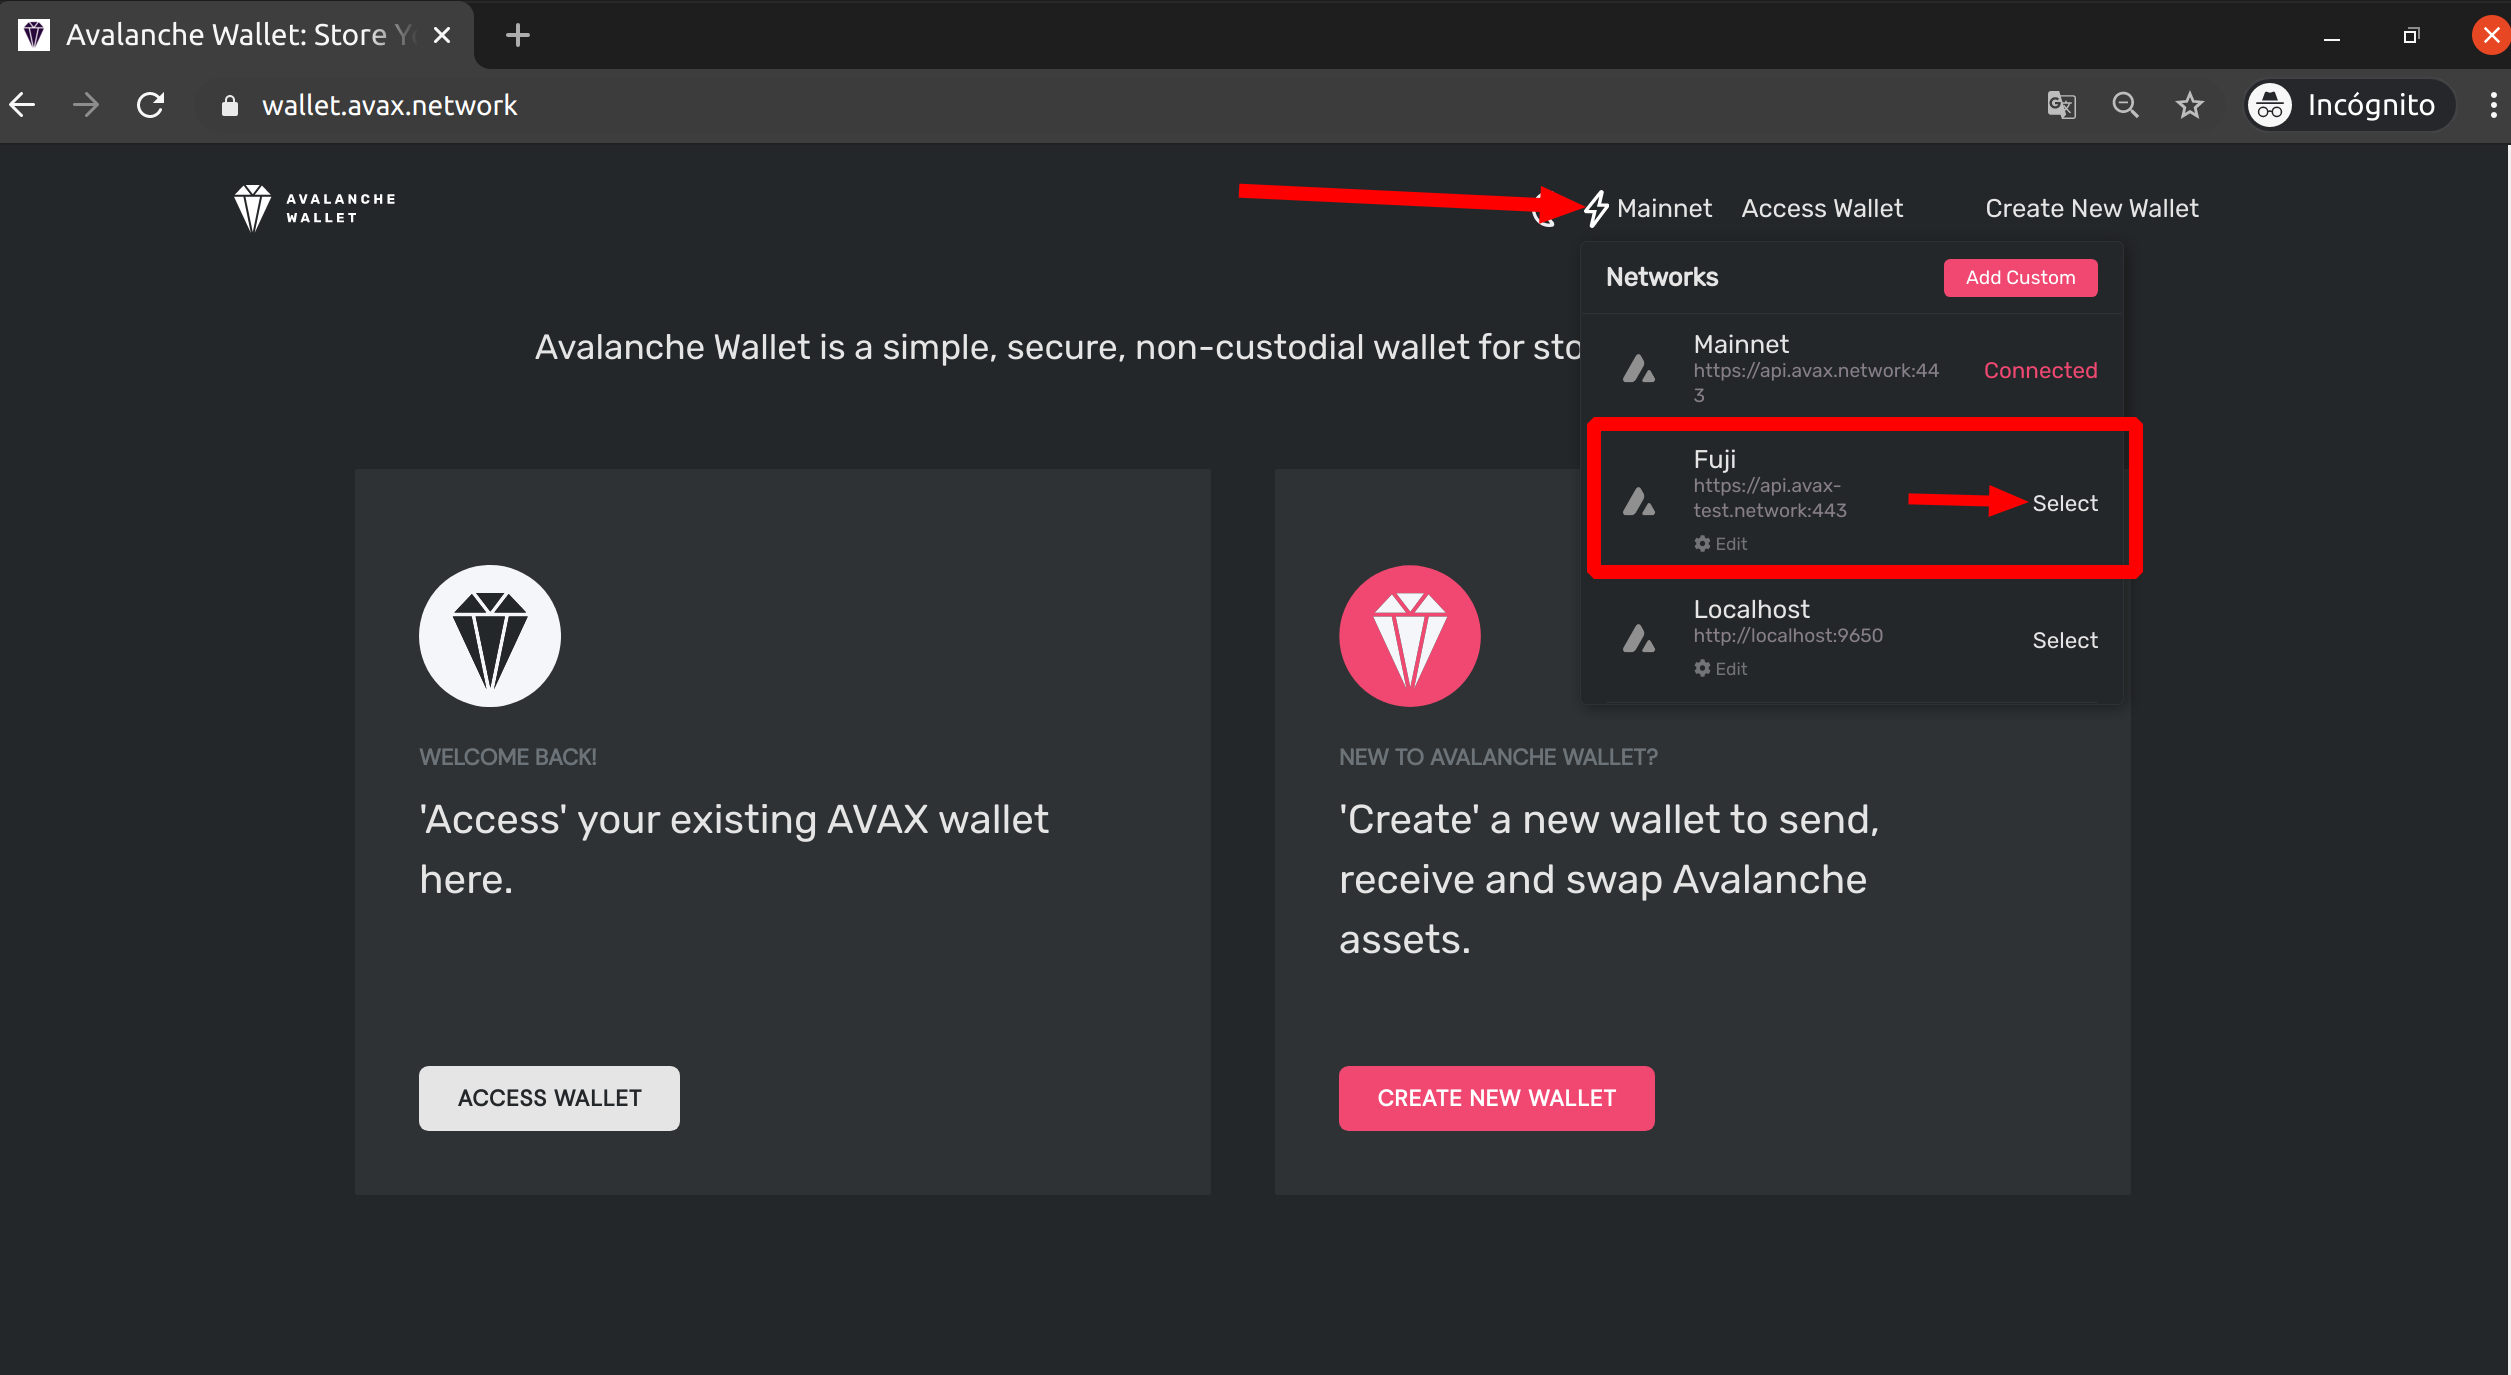 Avalanche Wallet: Store
wallet.avax.network
Incógnito
AVALANCHE
WALLET
Mainnet
Access Wallet
Create New Wallet
Networks
Add Custom
Avalanche Wallet is a simple, secure, non-custodial wallet for sto
Mainnet
https://api.avax.network:44
3
Connected
Fuji
https://api.avax-
test.network:443
Select
Edit
Localhost
http://localhost:9650
Select
Edit
WELCOME BACK!
'Access' your existing AVAX wallet
here.
ACCESS WALLET
NEW TO AVALANCHE WALLET?
'Create' a new wallet to send,
receive and swap Avalanche
assets.
CREATE NEW WALLET